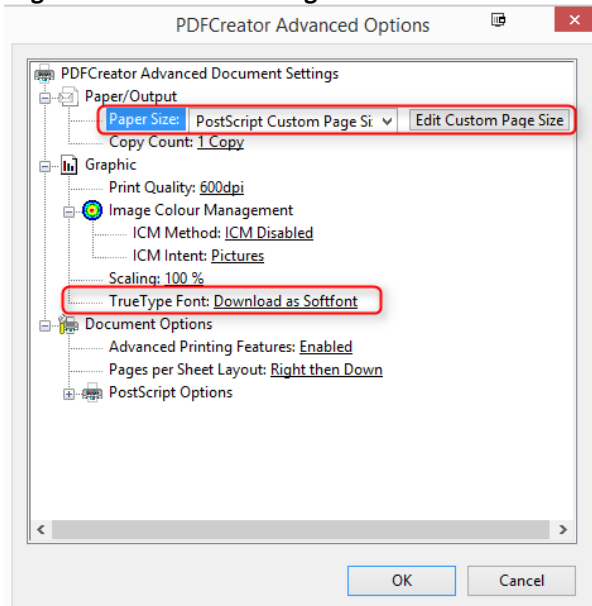 PDFCreator Advanced Options
PDFCreator Advanced Document Settings
Paper/Output
Paper Size: PostScript Custom Page Si Edit Custom Page Size
Copy Count: 1 Copy
Graphic
Print Quality: 600dpi
Image Colour Management
ICM Method: ICM Disabled
ICM Intent: Pictures
Scaling: 100 %
TrueType Font: Download as Softfont
Document Options
Advanced Printing Features: Enabled
Pages per Sheet Layout: Right then Down
PostScript Options
OK Cancel